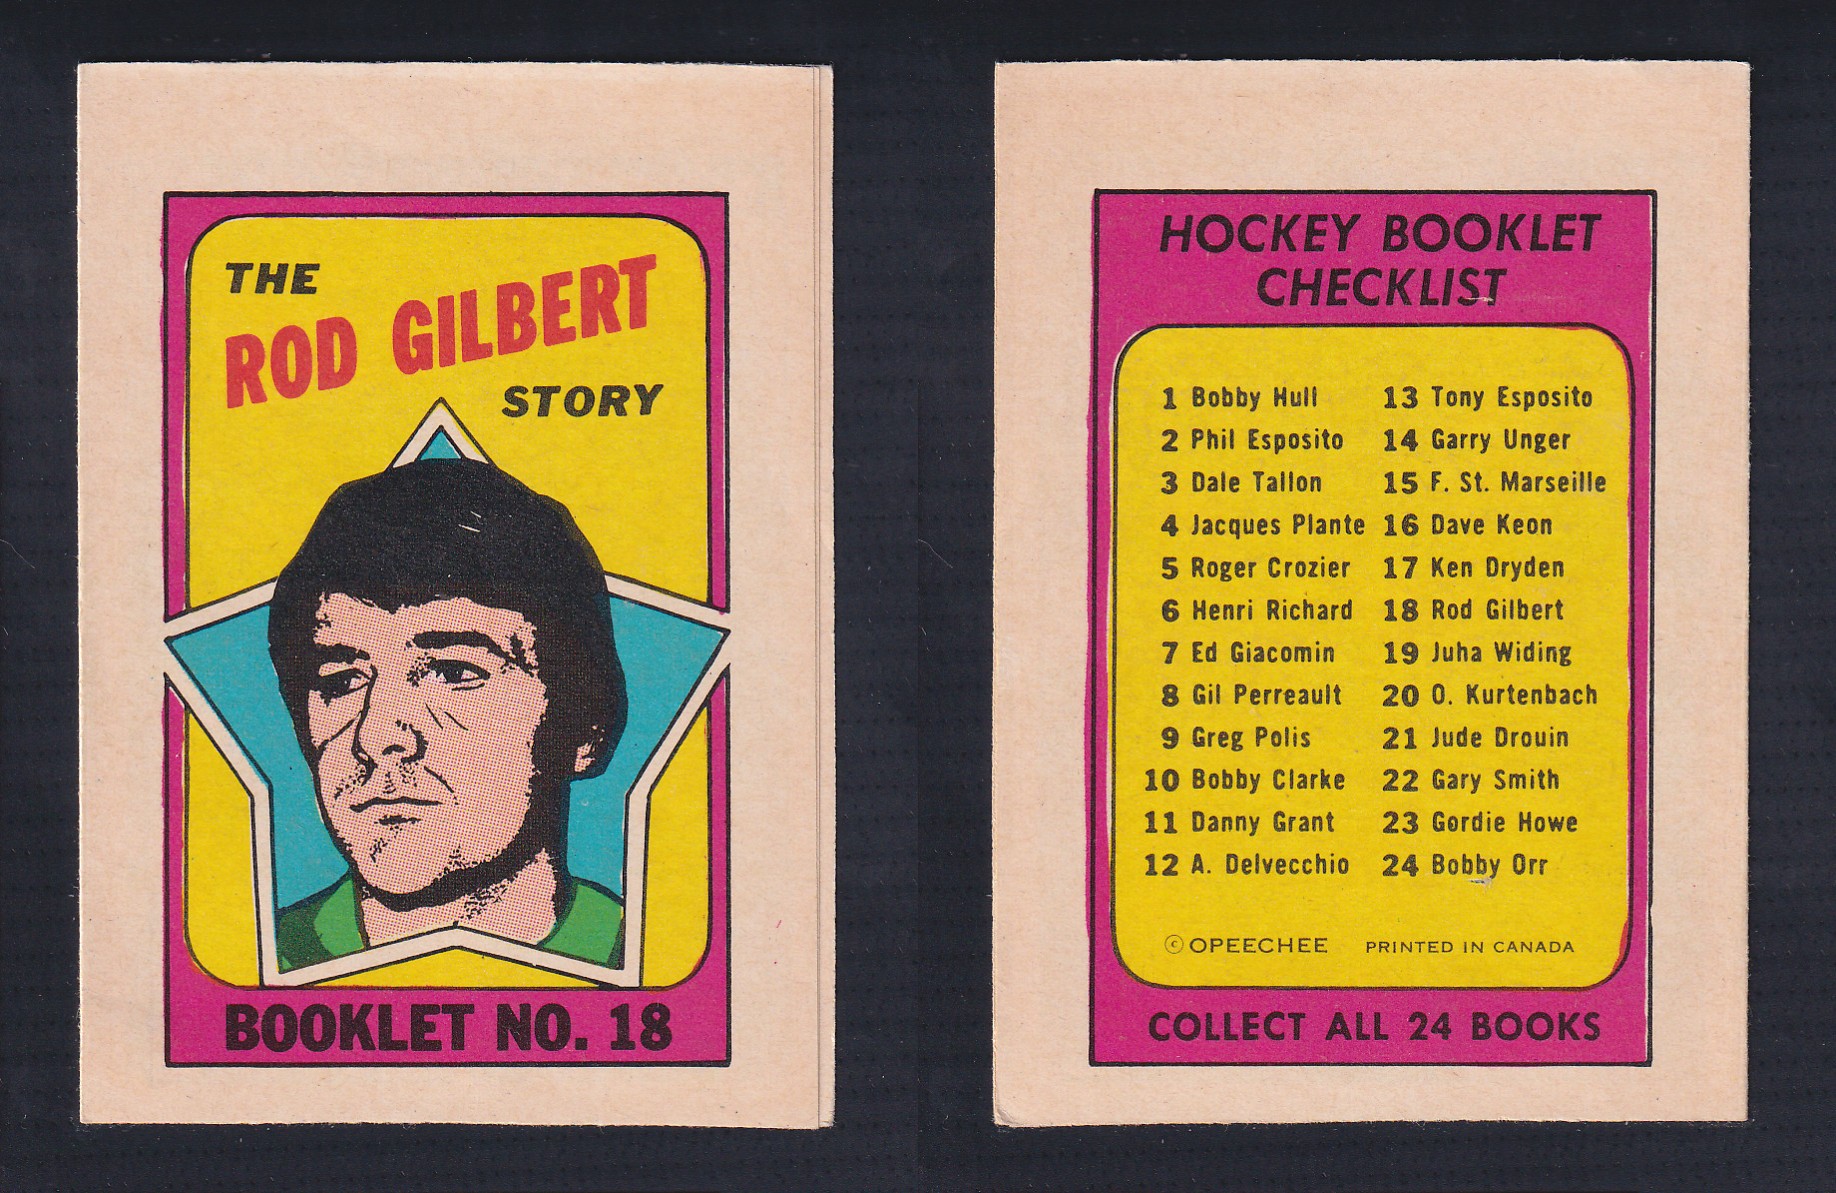 THE
ROD GILBERT
STORY
BOOKLET NO. 18
HOCKEY BOOKLET
CHECKLIST
1 Bobby Hull
2 Phil Esposito
3 Dale Tallon
4 Jacques Plante
5 Roger Crozier
6 Henri Richard
7 Ed Giacomin
8 Gil Perreault
9 Greg Polis
10 Bobby Clarke
11 Danny Grant
12 A. Delvecchio
13 Tony Esposito
14 Garry Unger
15 F. St. Marseille
16 Dave Keon
17 Ken Dryden
18 Rod Gilbert
19 Juha Widing
20 O. Kurtenbach
21 Jude Drouin
22 Gary Smith
23 Gordie Howe
24 Bobby Orr
© OPEECHEE PRINTED IN CANADA
COLLECT ALL 24 BOOKS